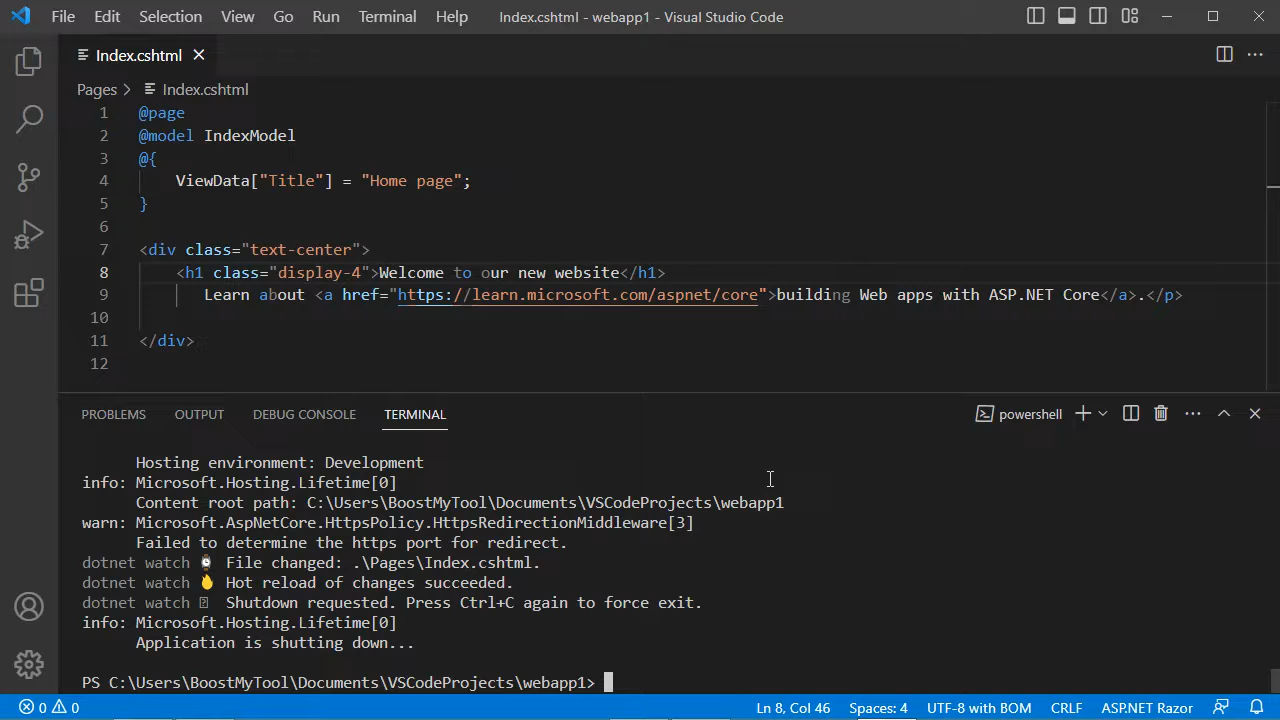 File Edit Selection View Go Run Terminal Help Index.cshtml - webapp1 - Visual Studio Code
Index.cshtml
Pages Index.cshtml
1 @page
2 @model IndexModel
3 @{
4 ViewData["Title"] = "Home page";
5 }
6
7 <div class="text-center">
8 <h1 class="display-4">Welcome to our new website</h1>
9 Learn about <a href="https://learn.microsoft.com/aspnet/core">building Web apps with ASP.NET Core</a>.</p>
10
11 </div>
12
PROBLEMS OUTPUT DEBUG CONSOLE TERMINAL powershell
Hosting environment: Development
info: Microsoft.Hosting.Lifetime[0]
Content root path: C:\Users\BoostMyTool\Documents\VSCodeProjects\webapp1
warn: Microsoft.AspNetCore.HttpsPolicy.HttpsRedirectionMiddleware[3]
Failed to determine the https port for redirect.
dotnet watch ⌚ File changed: .\Pages\Index.cshtml.
dotnet watch 🔥 Hot reload of changes succeeded.
dotnet watch Shutdown requested. Press Ctrl+C again to force exit.
info: Microsoft.Hosting.Lifetime[0]
Application is shutting down...
PS C:\Users\BoostMyTool\Documents\VSCodeProjects\webapp1>
0 0 Ln 8, Col 46 Spaces: 4 UTF-8 with BOM CRLF ASP.NET Razor